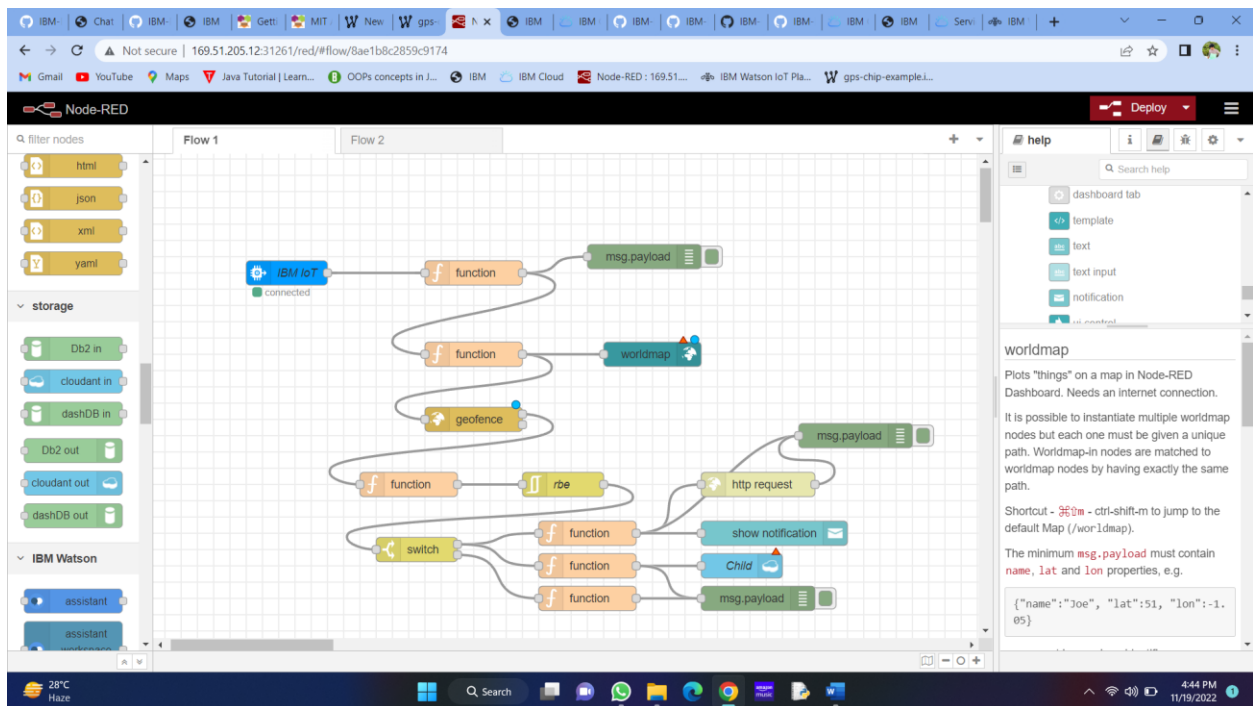 IBM-
Chat
IBM-
IBM
Getti
MIT
New
gps-
N
IBM
IBM
IBM-
IBM-
IBM-
IBM-
IBM
IBM
Servi
IBM
Not secure | 169.51.205.12:31261/red/#flow/8ae1b8c2859c9174
Gmail
YouTube
Maps
Java Tutorial | Learn...
OOPs concepts in J...
IBM
IBM Cloud
Node-RED : 169.51....
IBM Watson IoT Pla...
gps-chip-example.i...
Node-RED
Deploy
filter nodes
Flow 1
Flow 2
help
i
Search help
html
json
xml
yaml
storage
Db2 in
cloudant in
dashDB in
Db2 out
cloudant out
dashDB out
IBM Watson
assistant
assistant
workspace
IBM IoT
connected
function
msg.payload
function
worldmap
geofence
msg.payload
function
rbe
http request
switch
function
show notification
function
Child
function
msg.payload
dashboard tab
template
text
text input
notification
ui control
worldmap
Plots "things" on a map in Node-RED
Dashboard. Needs an internet connection.
It is possible to instantiate multiple worldmap
nodes but each one must be given a unique
path. Worldmap-in nodes are matched to
worldmap nodes by having exactly the same
path.
Shortcut - ⌘⇧m - ctrl-shift-m to jump to the
default Map (/worldmap).
The minimum msg.payload must contain
name, lat and lon properties, e.g.
{"name":"Joe", "lat":51, "lon":-1.
05}
28°C
Haze
Search
amazon
music
4:44 PM
11/19/2022
1